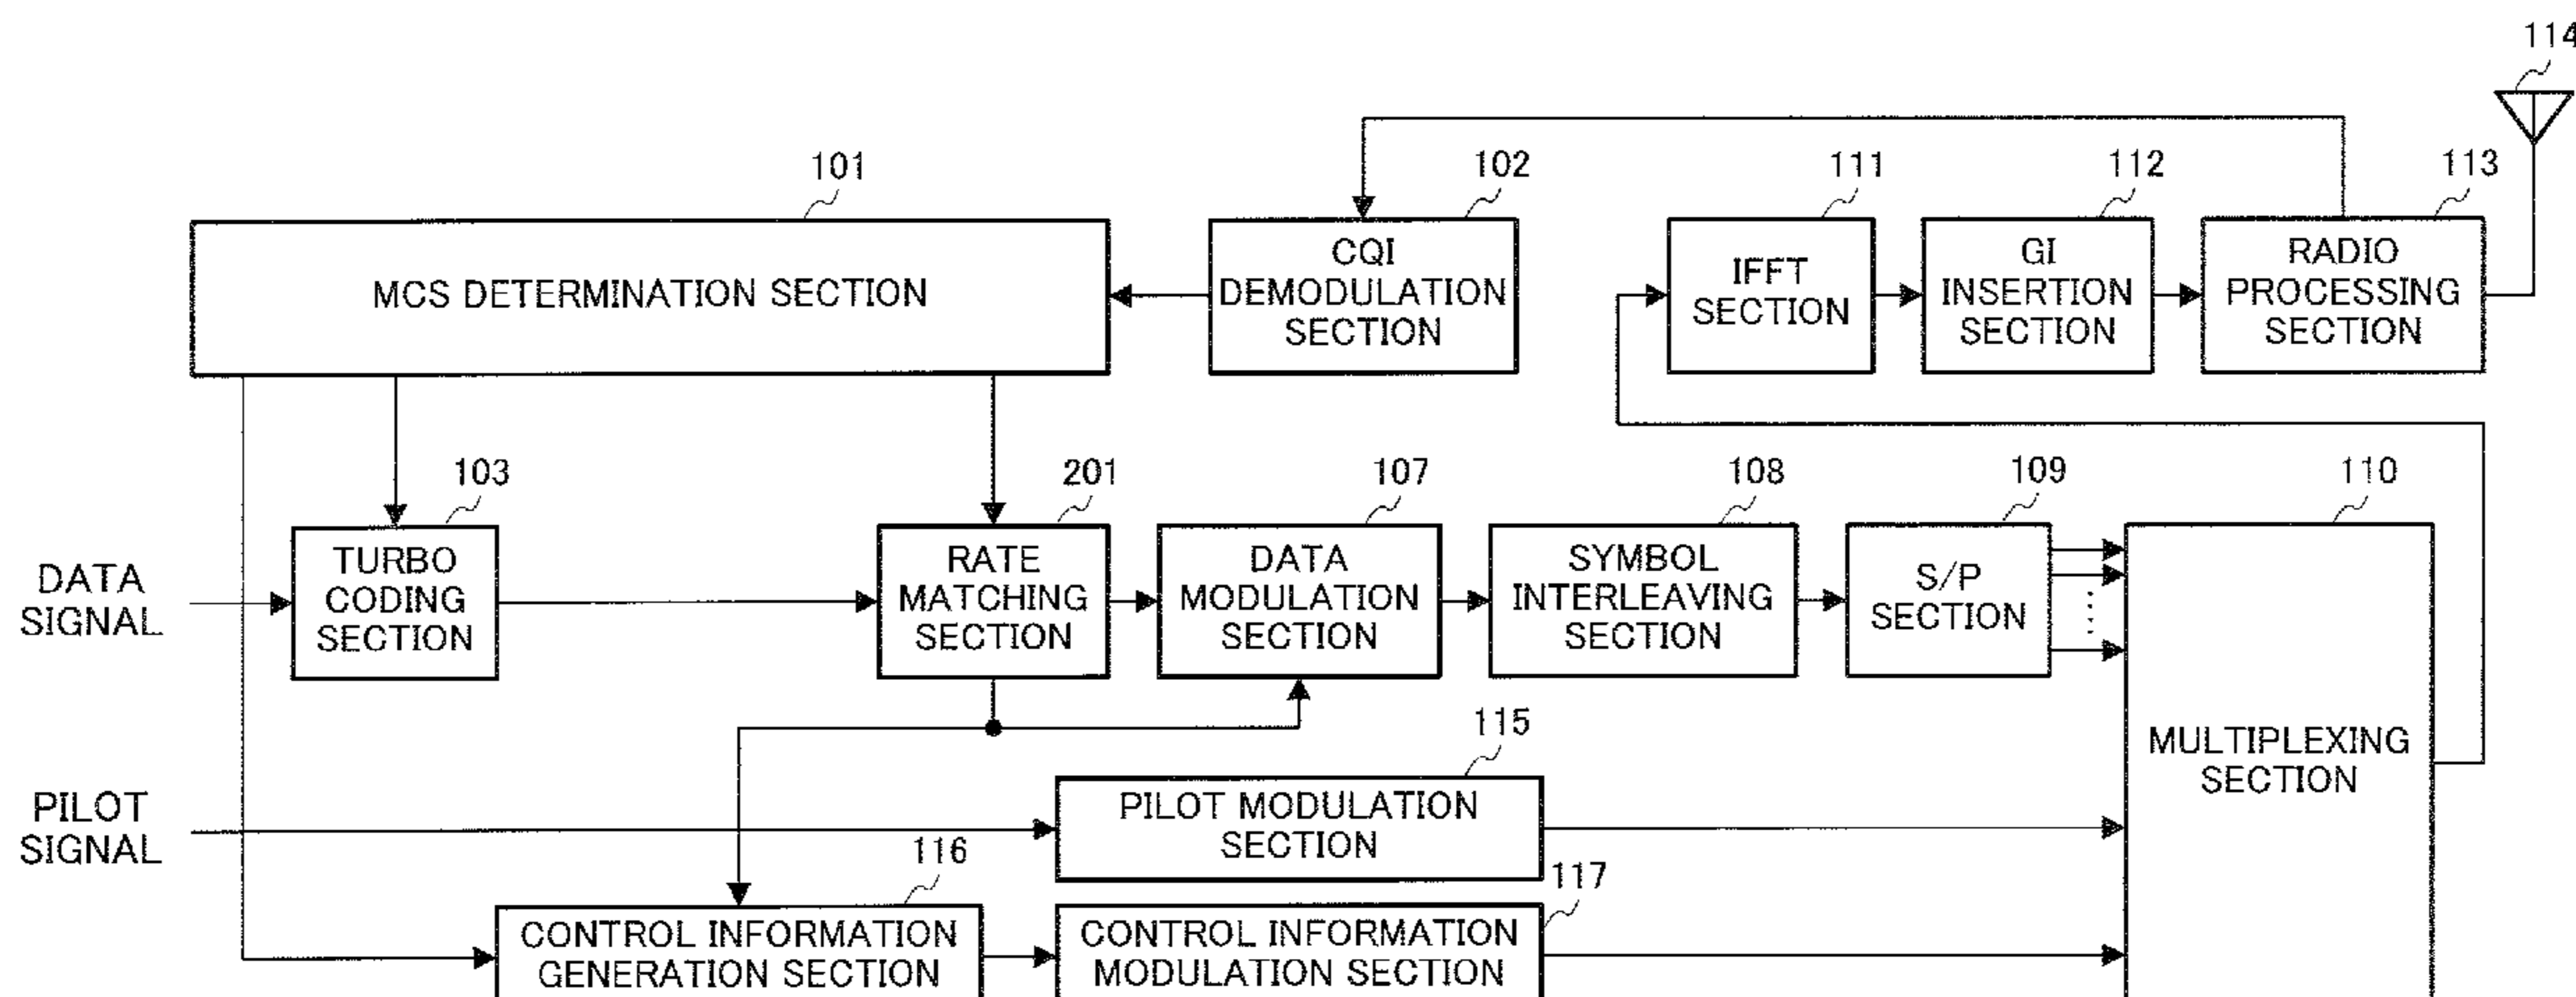 114
101
102
111
112
113
MCS DETERMINATION SECTION
CQI
DEMODULATION
SECTION
IFFT
SECTION
GI
INSERTION
SECTION
RADIO
PROCESSING
SECTION
103
201
107
108
109
110
DATA
SIGNAL
TURBO
CODING
SECTION
RATE
MATCHING
SECTION
DATA
MODULATION
SECTION
SYMBOL
INTERLEAVING
SECTION
S/P
SECTION
MULTIPLEXING
SECTION
115
PILOT
SIGNAL
PILOT MODULATION
SECTION
116
117
CONTROL INFORMATION
GENERATION SECTION
CONTROL INFORMATION
MODULATION SECTION